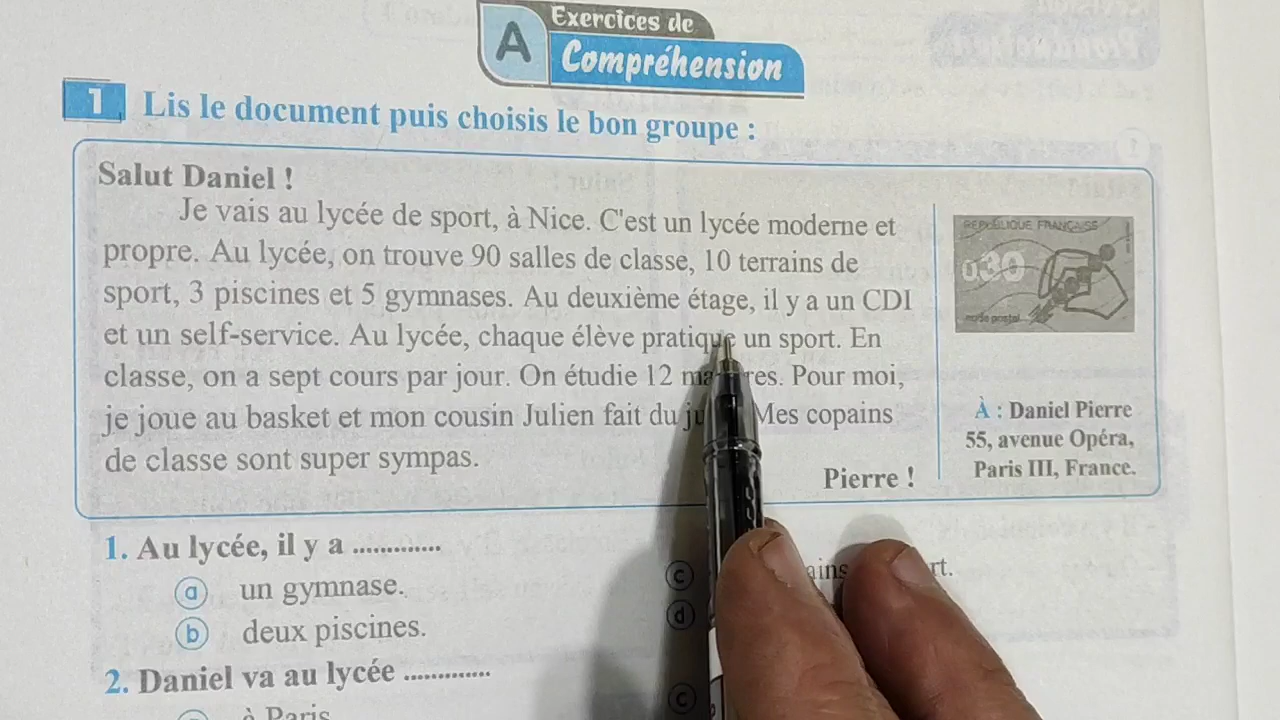 A
Exercices de
Compréhension
1 Lis le document puis choisis le bon groupe :
Salut Daniel !
Je vais au lycée de sport, à Nice. C'est un lycée moderne et
propre. Au lycée, on trouve 90 salles de classe, 10 terrains de
sport, 3 piscines et 5 gymnases. Au deuxième étage, il y a un CDI
et un self-service. Au lycée, chaque élève pratique un sport. En
classe, on a sept cours par jour. On étudie 12 Pour moi,
je joue au basket et mon cousin Julien fait du Mes copains
de classe sont super sympas.
Pierre !
REPUBLIQUE FRANÇAISE
0,30
À : Daniel Pierre
55, avenue Opéra,
Paris III, France.
1. Au lycée, il y a .............
a un gymnase.
b deux piscines.
c
d
2. Daniel va au lycée .............
à Paris
c